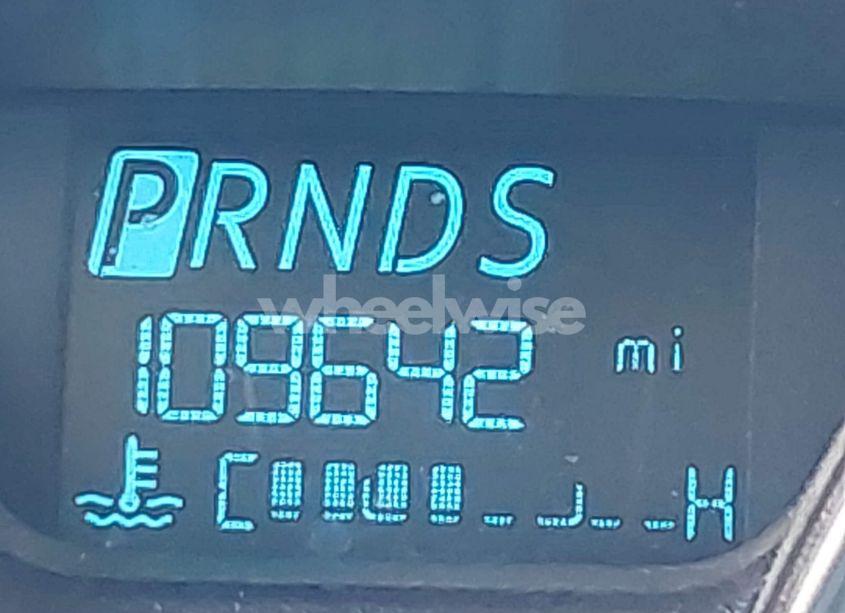 PRNDS
wheelwise
109642 mi
C H